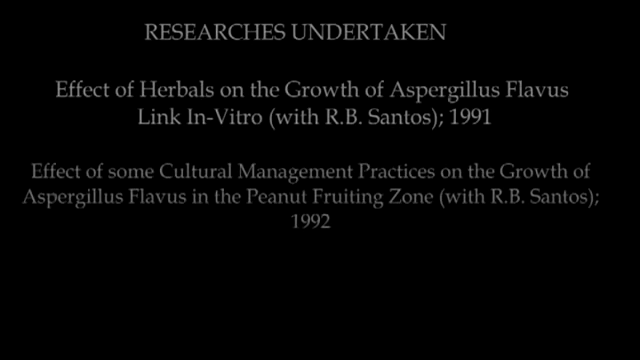 RESEARCHES UNDERTAKEN
Effect of Herbals on the Growth of Aspergillus Flavus
Link In-Vitro (with R.B. Santos); 1991
Effect of some Cultural Management Practices on the Growth of
Aspergillus Flavus in the Peanut Fruiting Zone (with R.B. Santos);
1992